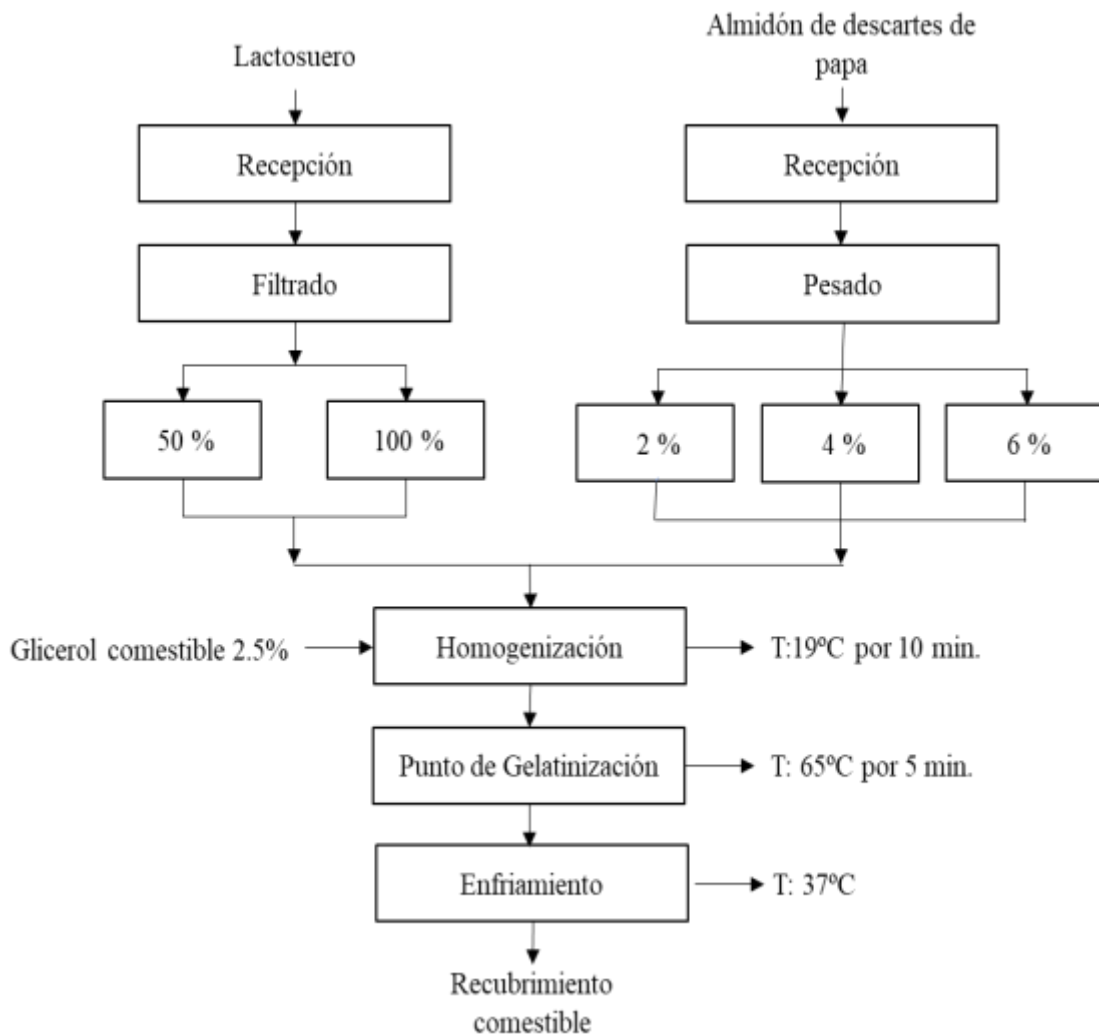 Lactosuero
Almidón de descartes de
papa
Recepción
Recepción
Filtrado
Pesado
50 %
100 %
2 %
4 %
6 %
Glicerol comestible 2.5%
Homogenización
T:19ºC por 10 min.
Punto de Gelatinización
T: 65ºC por 5 min.
Enfriamiento
T: 37ºC
Recubrimiento
comestible